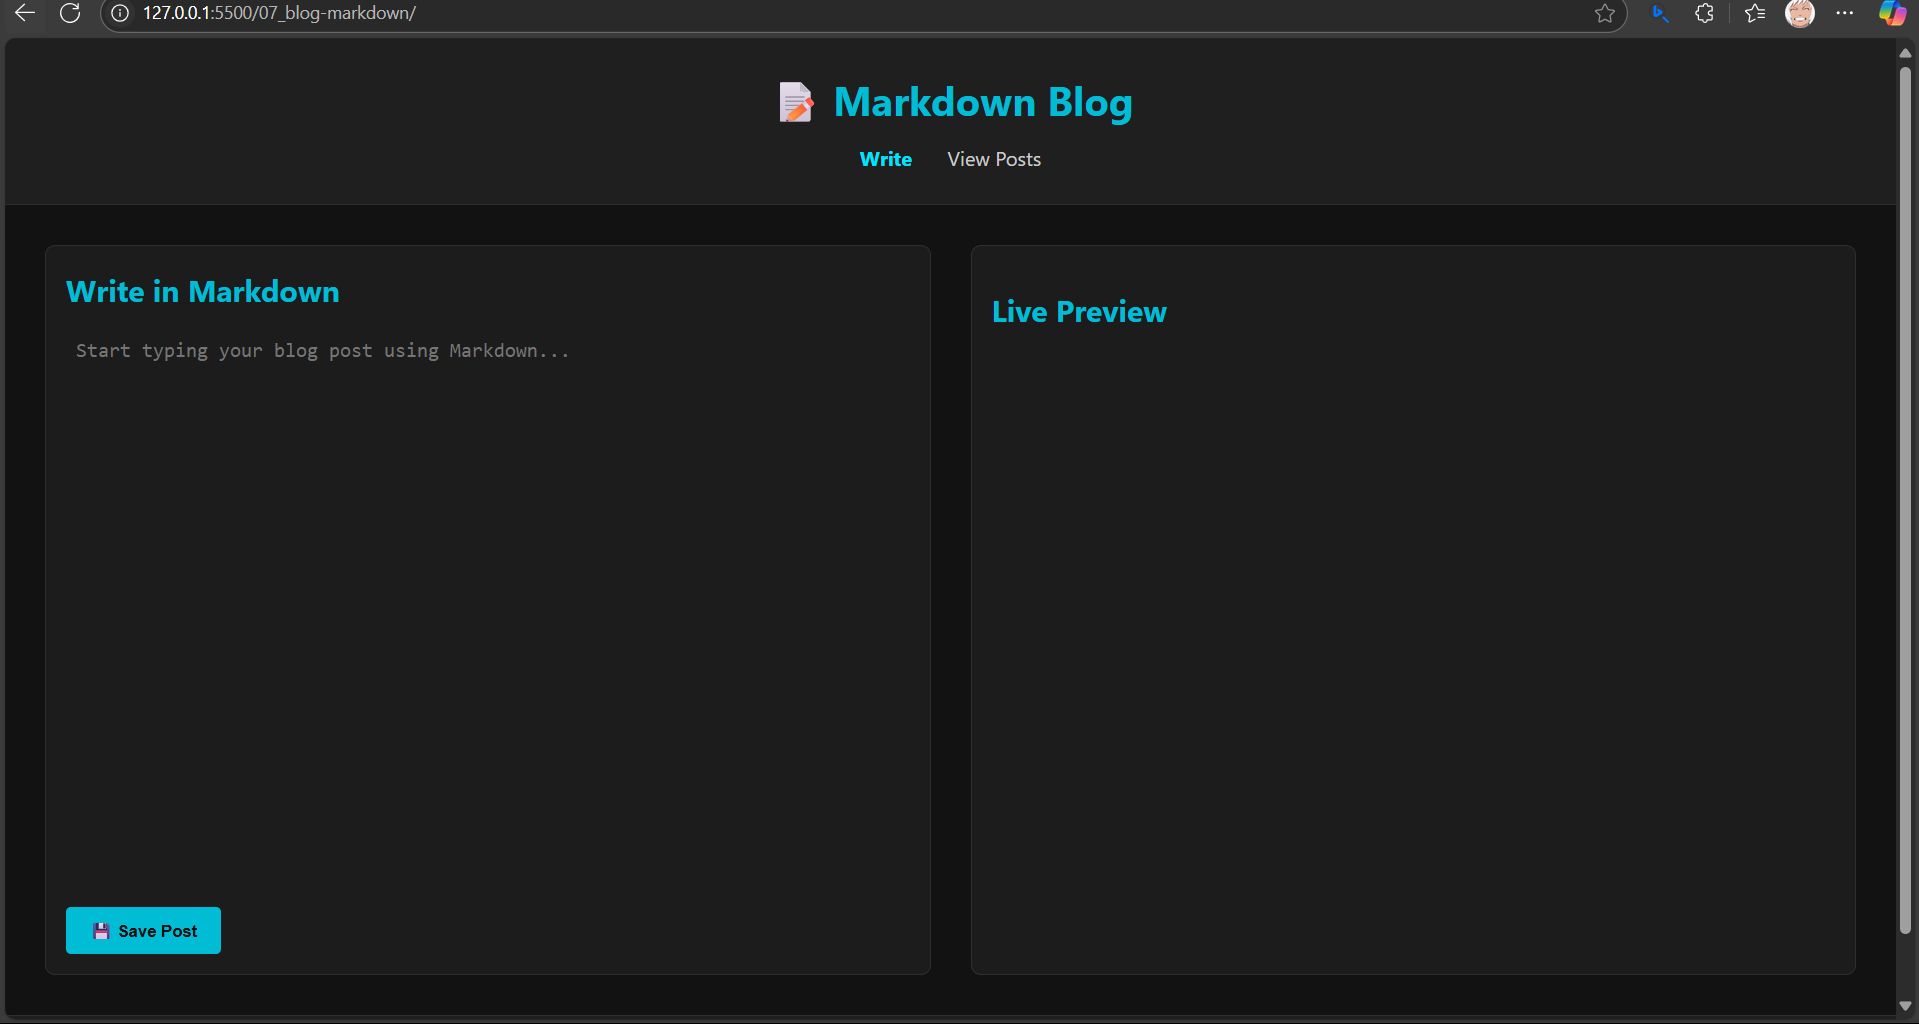 127.0.0.1:5500/07_blog-markdown/
📝 Markdown Blog
Write View Posts
Write in Markdown
Start typing your blog post using Markdown...
💾 Save Post
Live Preview